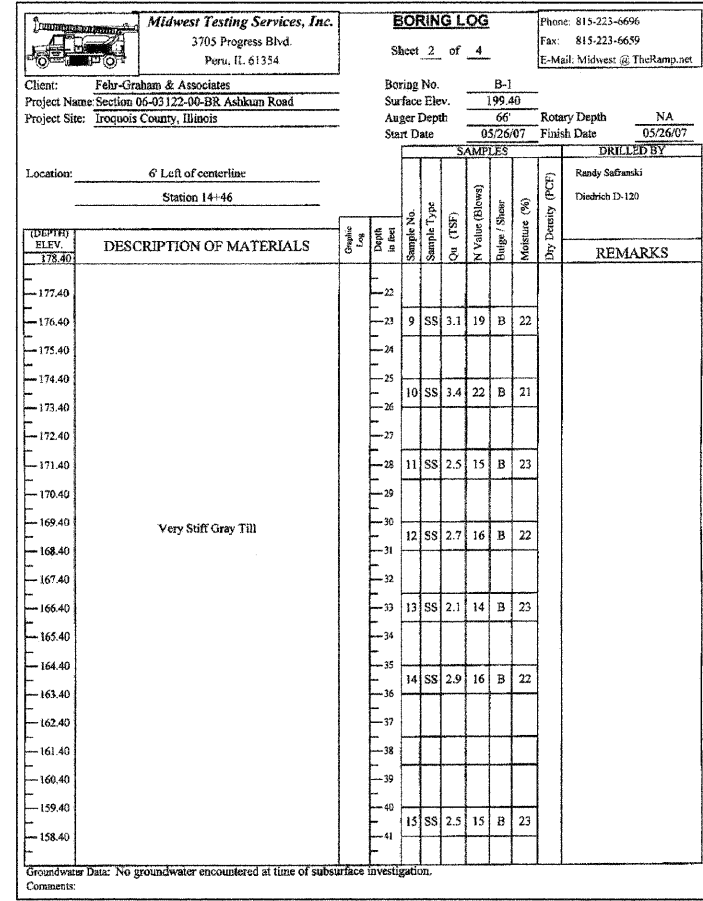 Midwest Testing Services, Inc.
3705 Progress Blvd.
Peru, IL 61354
BORING LOG
Sheet 2 of 4
Phone: 815-223-6696
Fax: 815-223-6659
E-Mail: Midwest @ TheRamp.net
Client: Fehr-Graham & Associates
Project Name: Section 06-03122-00-BR Ashkum Road
Project Site: Iroquois County, Illinois
Boring No. B-1
Surface Elev. 199.40
Auger Depth 66' Rotary Depth NA
Start Date 05/26/07 Finish Date 05/26/07
Location: 6' Left of centerline
Station 14+46
SAMPLES
DRILLED BY
Randy Safranski
Diedrich D-120
(DEPTH)
ELEV.
178.40
DESCRIPTION OF MATERIALS
Graphic Log
Depth in feet
Sample No.
Sample Type
Qu (TSF)
N Value (Blows)
Bulge / Shear
Moisture (%)
Dry Density (PCF)
REMARKS
177.40 22
176.40 23 9 SS 3.1 19 B 22
175.40 24
174.40 25
10 SS 3.4 22 B 21
173.40 26
172.40 27
171.40 28 11 SS 2.5 15 B 23
170.40 29
169.40 30
Very Stiff Gray Till
12 SS 2.7 16 B 22
168.40 31
167.40 32
166.40 33 13 SS 2.1 14 B 23
165.40 34
164.40 35
14 SS 2.9 16 B 22
163.40 36
162.40 37
161.40 38
160.40 39
159.40 40
15 SS 2.5 15 B 23
158.40 41
Groundwater Data: No groundwater encountered at time of subsurface investigation.
Comments: